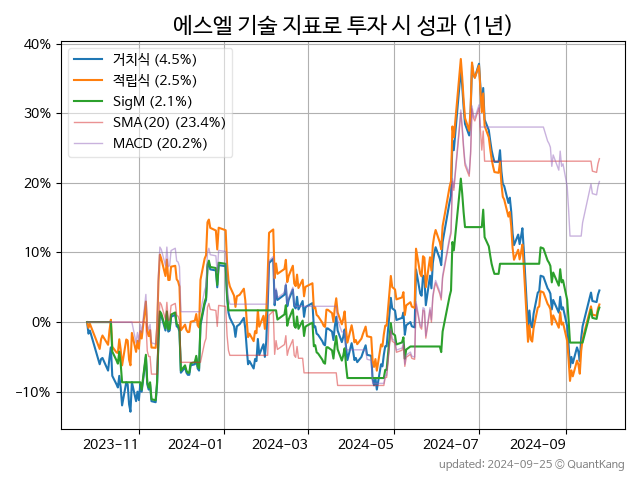 에스엘 기술 지표로 투자 시 성과 (1년)
40%
30%
20%
10%
0%
−10%
거치식 (4.5%)
적립식 (2.5%)
SigM (2.1%)
SMA(20) (23.4%)
MACD (20.2%)
2023-11 2024-01 2024-03 2024-05 2024-07 2024-09
updated: 2024-09-25 © QuantKang